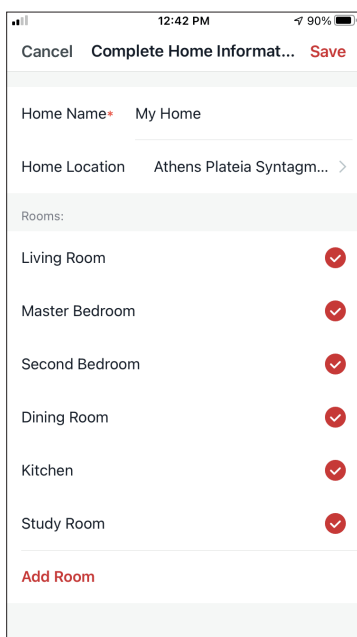 12:42 PM 90%
Cancel Complete Home Informat... Save
Home Name* My Home
Home Location Athens Plateia Syntagm...
Rooms:
Living Room
Master Bedroom
Second Bedroom
Dining Room
Kitchen
Study Room
Add Room